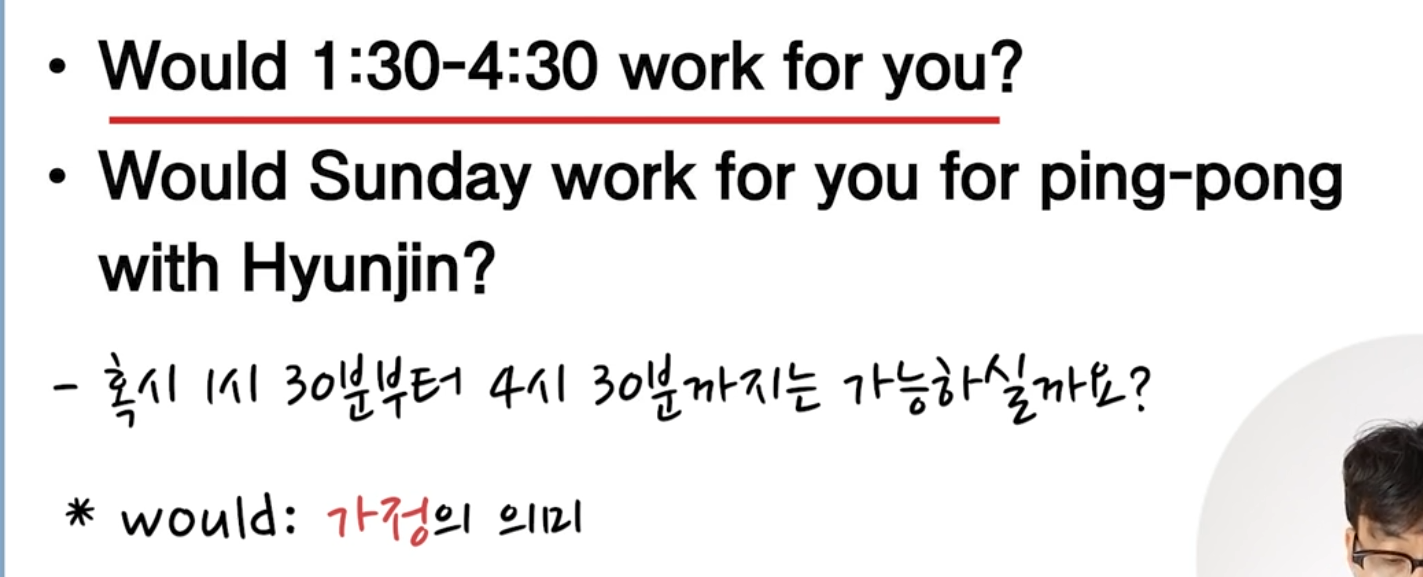 • Would 1:30-4:30 work for you?
• Would Sunday work for you for ping-pong
with Hyunjin?
- 혹시 1시 30분부터 4시 30분까지는 가능하실까요?
* would: 가정의 의미